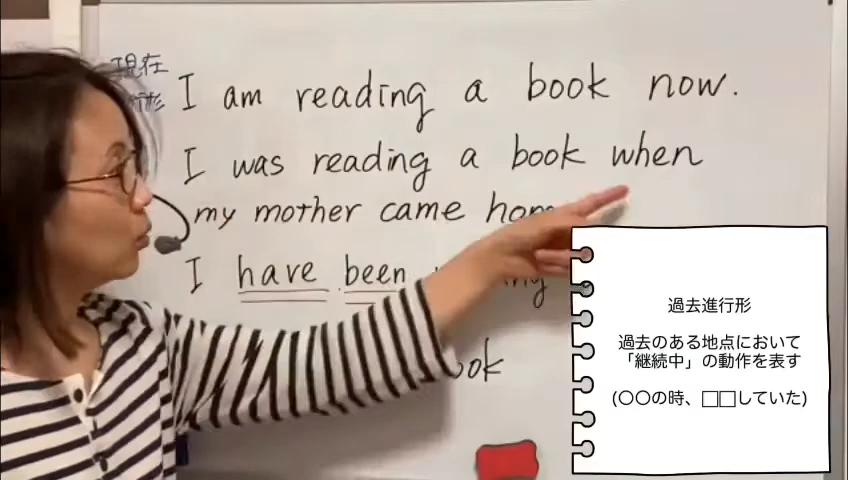 現在
I am reading a book now.
I was reading a book when
my mother came
I have been
過去進行形
過去のある地点において
「継続中」の動作を表す
(〇〇の時、□□していた)